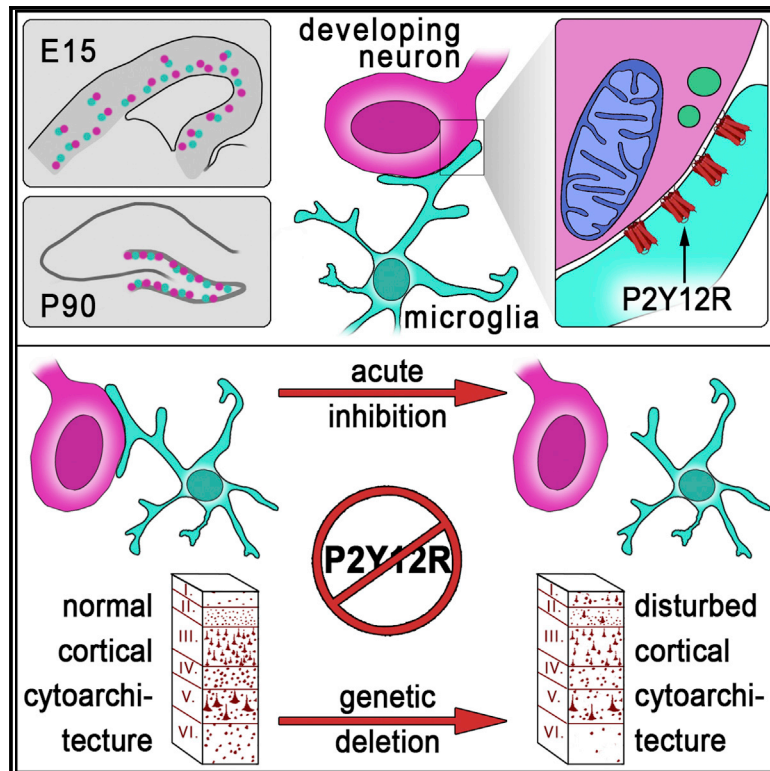 E15
P90
developing
neuron
microglia
P2Y12R
acute
inhibition
P2Y12R
normal
cortical
cytoarchi-
tecture
I.
II.
III.
IV.
V.
VI.
genetic
deletion
I.
II.
III.
IV.
V.
VI.
disturbed
cortical
cytoarchi-
tecture